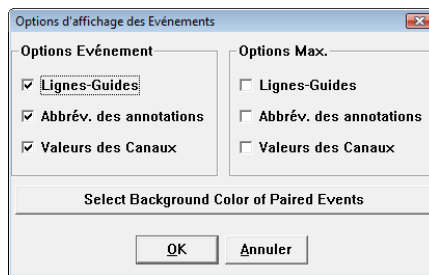 Options d'affichage des Evénements
Options Evénement
Options Max.
Lignes-Guides
Lignes-Guides
Abbrév. des annotations
Abbrév. des annotations
Valeurs des Canaux
Valeurs des Canaux
Select Background Color of Paired Events
OK
Annuler